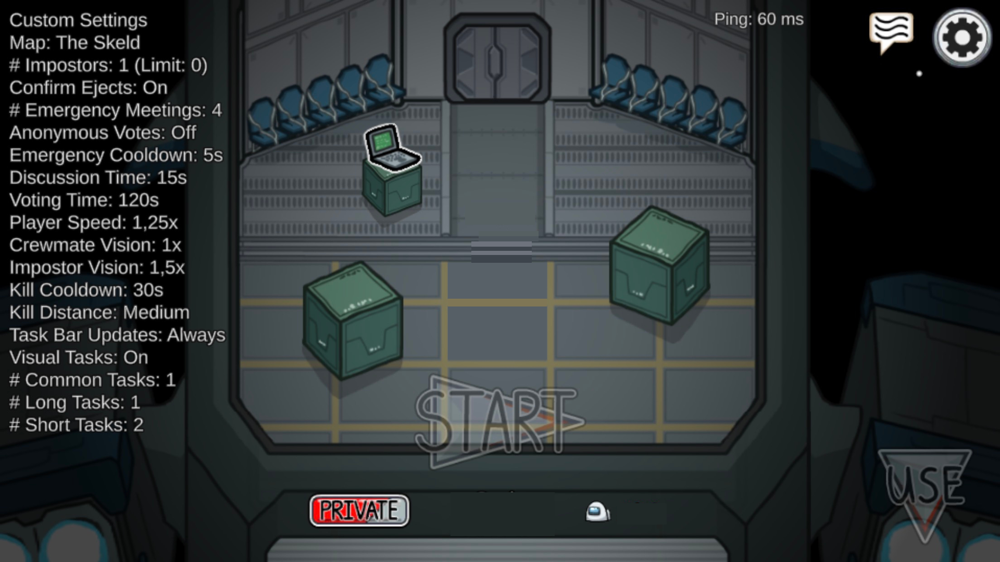 Custom Settings
Map: The Skeld
# Impostors: 1 (Limit: 0)
Confirm Ejects: On
# Emergency Meetings: 4
Anonymous Votes: Off
Emergency Cooldown: 5s
Discussion Time: 15s
Voting Time: 120s
Player Speed: 1,25x
Crewmate Vision: 1x
Impostor Vision: 1,5x
Kill Cooldown: 30s
Kill Distance: Medium
Task Bar Updates: Always
Visual Tasks: On
# Common Tasks: 1
# Long Tasks: 1
# Short Tasks: 2
Ping: 60 ms
START
PRIVATE
USE